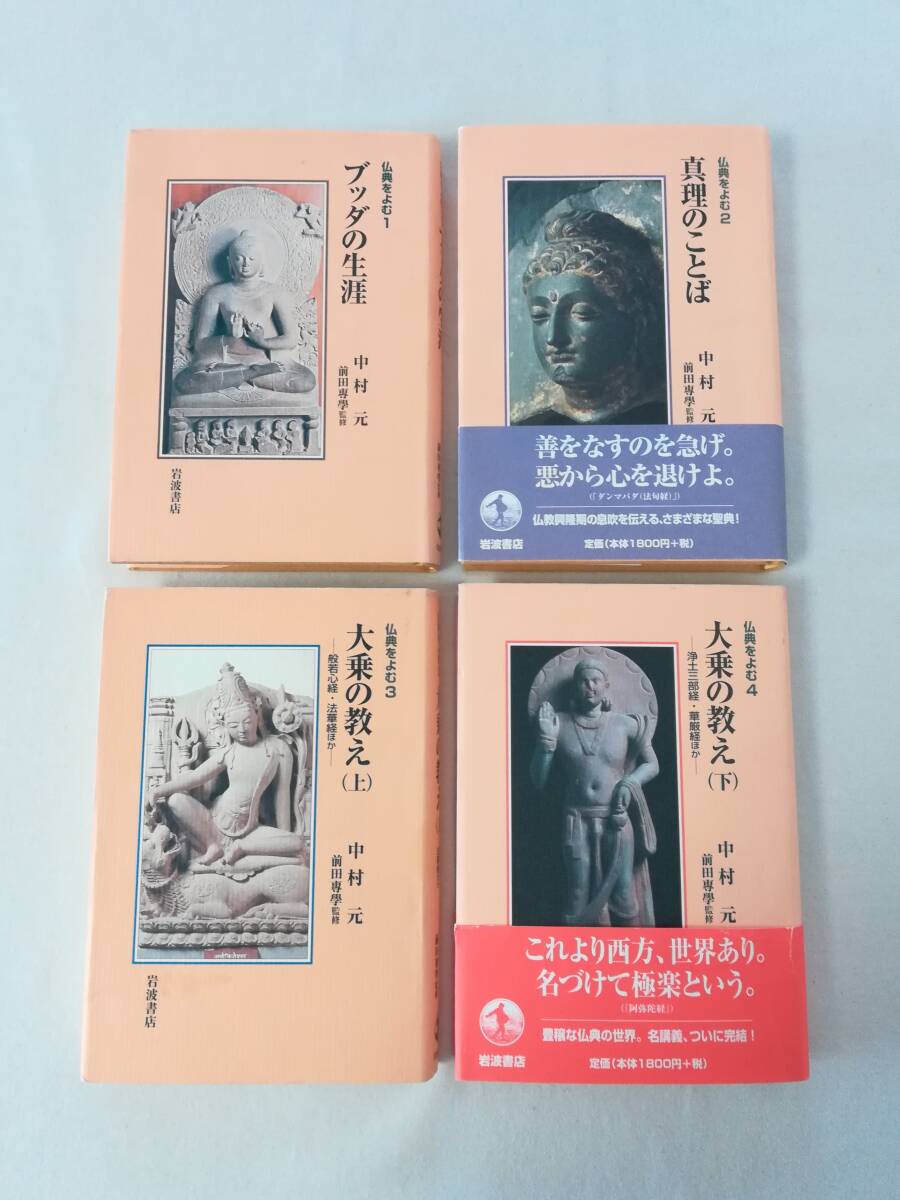 仏典をよむ1
ブッダの生涯
中村 元
前田専學監修
岩波書店
仏典をよむ2
真理のことば
中村 元
前田専學監修
善をなすのを急げ。
悪から心を退けよ。
(『ダンマパダ(法句経)』)
仏教興隆期の息吹を伝える、さまざまな聖典!
岩波書店
定価(本体1800円+税)
仏典をよむ3
大乗の教え(上)
―般若心経・法華経ほか―
中村 元
前田専學監修
岩波書店
仏典をよむ4
大乗の教え(下)
―浄土三部経・華厳経ほか―
中村 元
前田専學監修
これより西方、世界あり。
名づけて極楽という。
(『阿弥陀経』)
豊穣な仏典の世界。名講義、ついに完結!
岩波書店
定価(本体1800円+税)